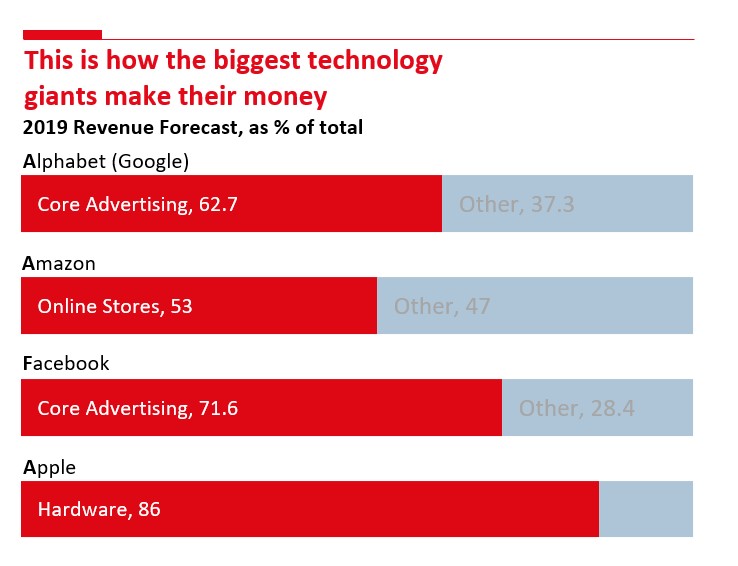 This is how the biggest technology
giants make their money
2019 Revenue Forecast, as % of total
Alphabet (Google)
Core Advertising, 62.7
Other, 37.3
Amazon
Online Stores, 53
Other, 47
Facebook
Core Advertising, 71.6
Other, 28.4
Apple
Hardware, 86